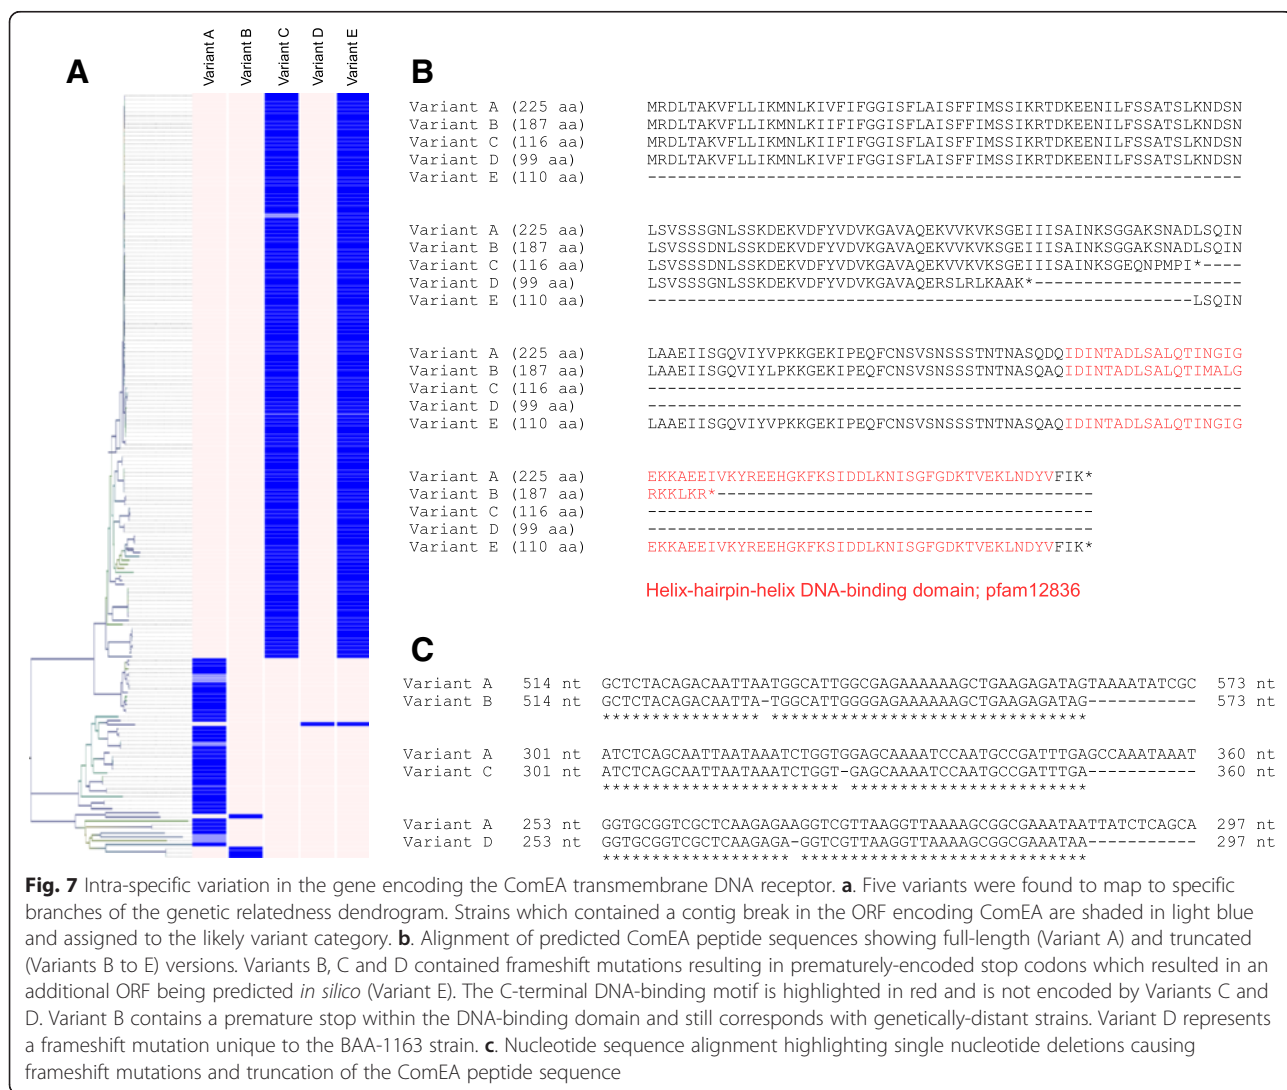 A
Variant A
Variant B
Variant C
Variant D
Variant E
B
Variant A (225 aa) MRDLTAKVFLLIKMNLKIVFIFGGISFLAISFFIMSSIKRTDKEENILFSSATSLKNDSN
Variant B (187 aa) MRDLTAKVFLLIKMNLKIIFIFGGISFLAISFFIMSSIKRTDKEENILFSSATSLKNDSN
Variant C (116 aa) MRDLTAKVFLLIKMNLKIIFIFGGISFLAISFFIMSSIKRTDKEENILFSSATSLKNDSN
Variant D (99 aa) MRDLTAKVFLLIKMNLKIVFIFGGISFLAISFFIMSSIKRTDKEENILFSSATSLKNDSN
Variant E (110 aa) ------------------------------------------------------------
Variant A (225 aa) LSVSSSGNLSSKDEKVDFYVDVKGAVAQEKVVKVKSGEIIISAINKSGGAKSNADLSQIN
Variant B (187 aa) LSVSSSDNLSSKDEKVDFYVDVKGAVAQEKVVKVKSGEIIISAINKSGGAKSNADLSQIN
Variant C (116 aa) LSVSSSDNLSSKDEKVDFYVDVKGAVAQEKVVKVKSGEIIISAINKSGEQNPMPI*----
Variant D (99 aa) LSVSSSGNLSSKDEKVDFYVDVKGAVAQERSLRLKAAK*---------------------
Variant E (110 aa) -------------------------------------------------------LSQIN
Variant A (225 aa) LAAEIISGQVIYVPKKGEKIPEQFCNSVSNSSSTNTNASQDQIDINTADLSALQTINGIG
Variant B (187 aa) LAAEIISGQVIYLPKKGEKIPEQFCNSVSNSSSTNTNASQAQIDINTADLSALQTIMALG
Variant C (116 aa) ------------------------------------------------------------
Variant D (99 aa) ------------------------------------------------------------
Variant E (110 aa) LAAEIISGQVIYVPKKGEKIPEQFCNSVSNSSSTNTNASQAQIDINTADLSALQTINGIG
Variant A (225 aa) EKKAEEIVKYREEHGKFKSIDDLKNISGFGDKTVEKLNDYVFIK*
Variant B (187 aa) RKKLKR*--------------------------------------
Variant C (116 aa) ---------------------------------------------
Variant D (99 aa) ---------------------------------------------
Variant E (110 aa) EKKAEEIVKYREEHGKFKSIDDLKNISGFGDKTVEKLNDYVFIK*
Helix-hairpin-helix DNA-binding domain; pfam12836
C
Variant A 514 nt GCTCTACAGACAATTAATGGCATTGGCGAGAAAAAAGCTGAAGAGATAGTAAAATATCGC 573 nt
Variant B 514 nt GCTCTACAGACAATTA-TGGCATTGGGGAGAAAAAAGCTGAAGAGATAG----------- 573 nt
**************** ********************************
Variant A 301 nt ATCTCAGCAATTAATAAATCTGGTGGAGCAAAATCCAATGCCGATTTGAGCCAAATAAAT 360 nt
Variant C 301 nt ATCTCAGCAATTAATAAATCTGGT-GAGCAAAATCCAATGCCGATTTGA----------- 360 nt
************************ ************************
Variant A 253 nt GGTGCGGTCGCTCAAGAGAAGGTCGTTAAGGTTAAAAGCGGCGAAATAATTATCTCAGCA 297 nt
Variant D 253 nt GGTGCGGTCGCTCAAGAGA-GGTCGTTAAGGTTAAAAGCGGCGAAATAA----------- 297 nt
******************* *****************************
Fig. 7 Intra-specific variation in the gene encoding the ComEA transmembrane DNA receptor. a. Five variants were found to map to specific
branches of the genetic relatedness dendrogram. Strains which contained a contig break in the ORF encoding ComEA are shaded in light blue
and assigned to the likely variant category. b. Alignment of predicted ComEA peptide sequences showing full-length (Variant A) and truncated
(Variants B to E) versions. Variants B, C and D contained frameshift mutations resulting in prematurely-encoded stop codons which resulted in an
additional ORF being predicted in silico (Variant E). The C-terminal DNA-binding motif is highlighted in red and is not encoded by Variants C and
D. Variant B contains a premature stop within the DNA-binding domain and still corresponds with genetically-distant strains. Variant D represents
a frameshift mutation unique to the BAA-1163 strain. c. Nucleotide sequence alignment highlighting single nucleotide deletions causing
frameshift mutations and truncation of the ComEA peptide sequence